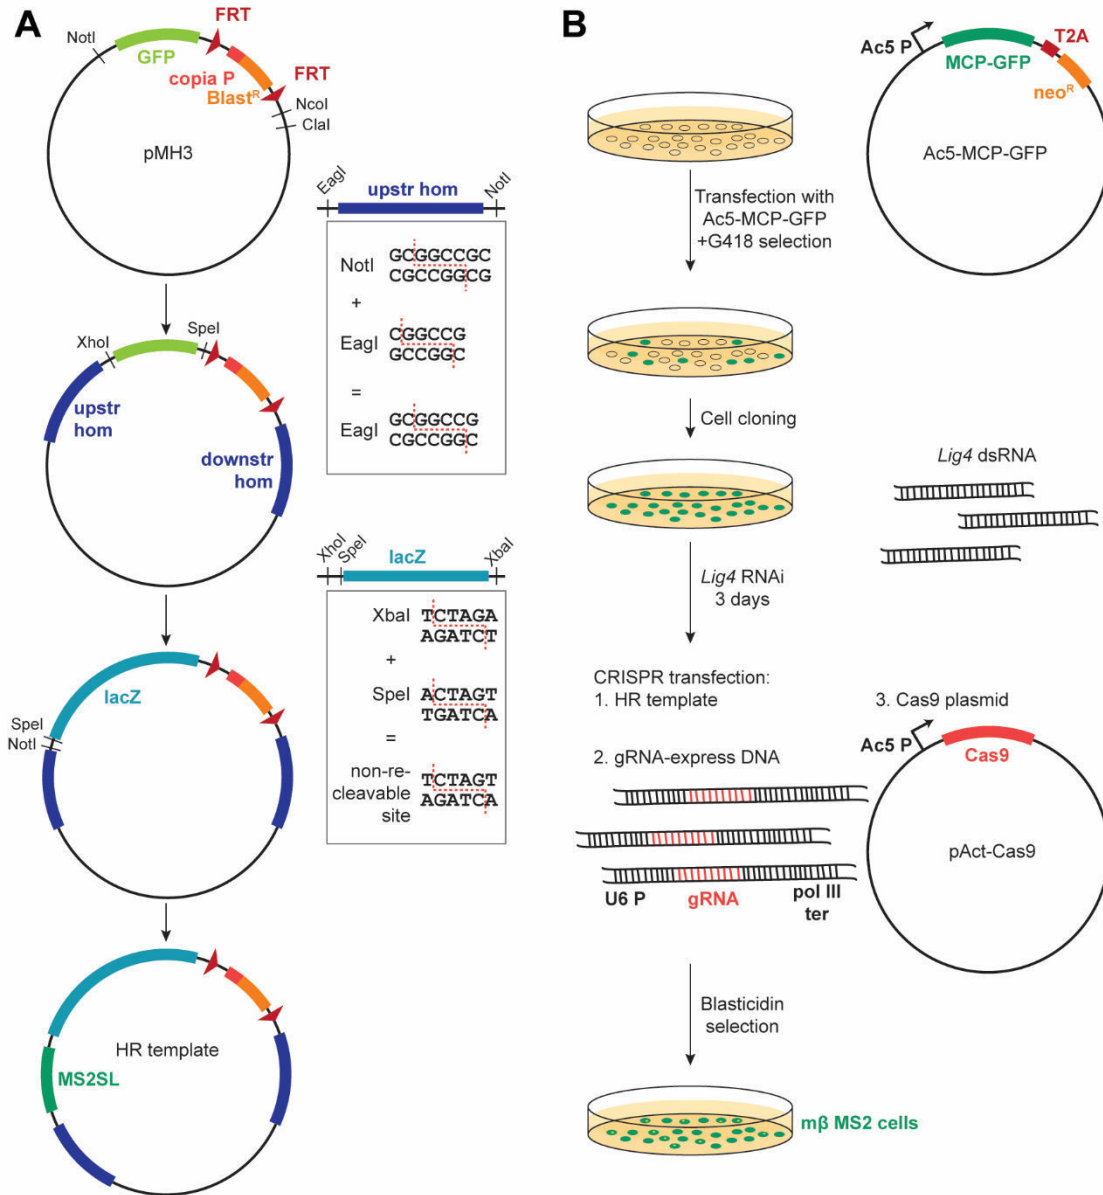 A
FRT
NotI
GFP
FRT
copia P
Blast^R
NcoI
ClaI
pMH3
EagI
upstr hom
NotI
NotI
GCGGCCGC
CGCCGGCG
+
EagI
CGGCCG
GCCGGC
=
EagI
GCGGCCG
CGCCGGC
XhoI
SpeI
upstr
hom
downstr
hom
XhoI
SpeI
lacZ
XbaI
XbaI
TCTAGA
AGATCT
+
SpeI
ACTAGT
TGATCA
=
non-re-
cleavable
site
TCTAGT
AGATCA
lacZ
SpeI
NotI
HR template
MS2SL
B
Ac5 P
MCP-GFP
T2A
neo^R
Ac5-MCP-GFP
Transfection with
Ac5-MCP-GFP
+G418 selection
Cell cloning
Lig4 dsRNA
Lig4 RNAi
3 days
CRISPR transfection:
1. HR template
2. gRNA-express DNA
U6 P
gRNA
pol III
ter
3. Cas9 plasmid
Ac5 P
Cas9
pAct-Cas9
Blasticidin
selection
mβ MS2 cells